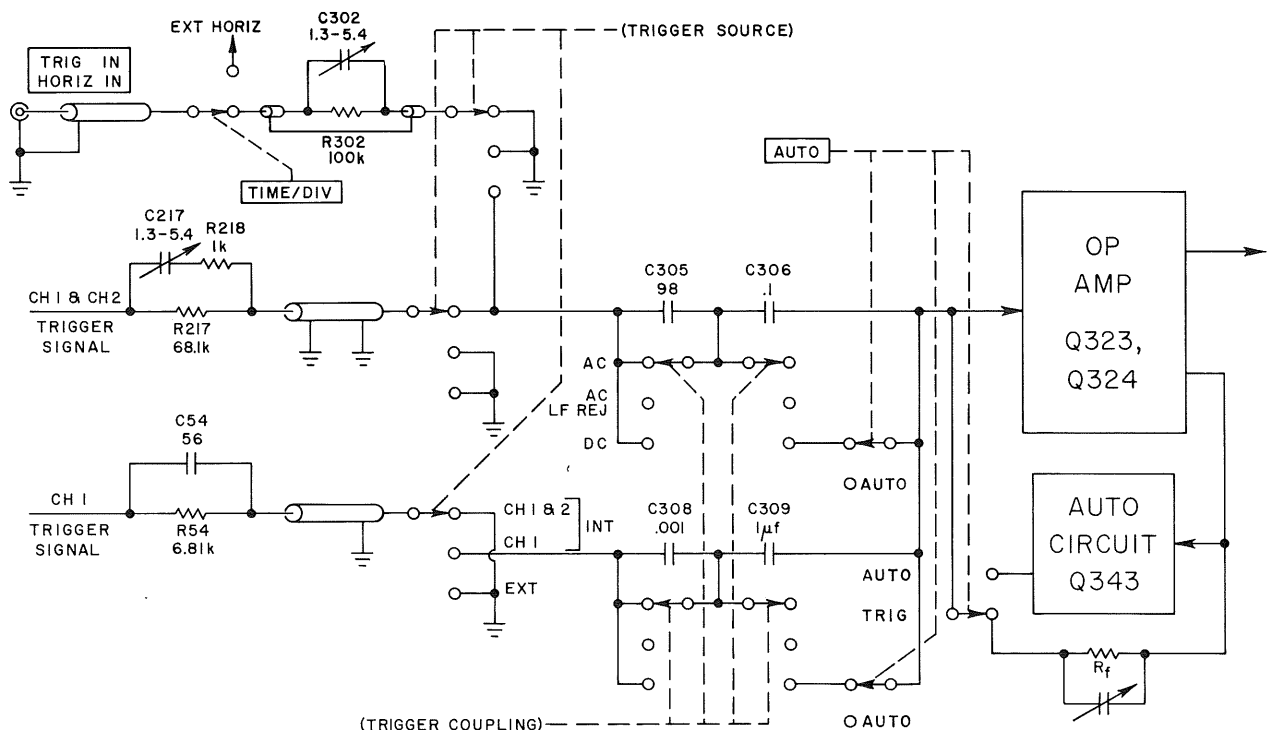 EXT HORIZ
C302
1.3–5.4
(TRIGGER SOURCE)
TRIG IN
HORIZ IN
R302
100k
TIME/DIV
AUTO
C217
1.3–5.4
R218
1k
CH 1 & CH2
TRIGGER
SIGNAL
R217
68.1k
C305
98
C306
.1
OP
AMP
Q323,
Q324
AC
AC
LF REJ
DC
AUTO
C54
56
CH 1
TRIGGER
SIGNAL
R54
6.81k
CH 1 & 2
CH 1
INT
EXT
C308
.001
C309
1µf
AUTO
TRIG
AUTO
CIRCUIT
Q343
Rf
(TRIGGER COUPLING)
AUTO